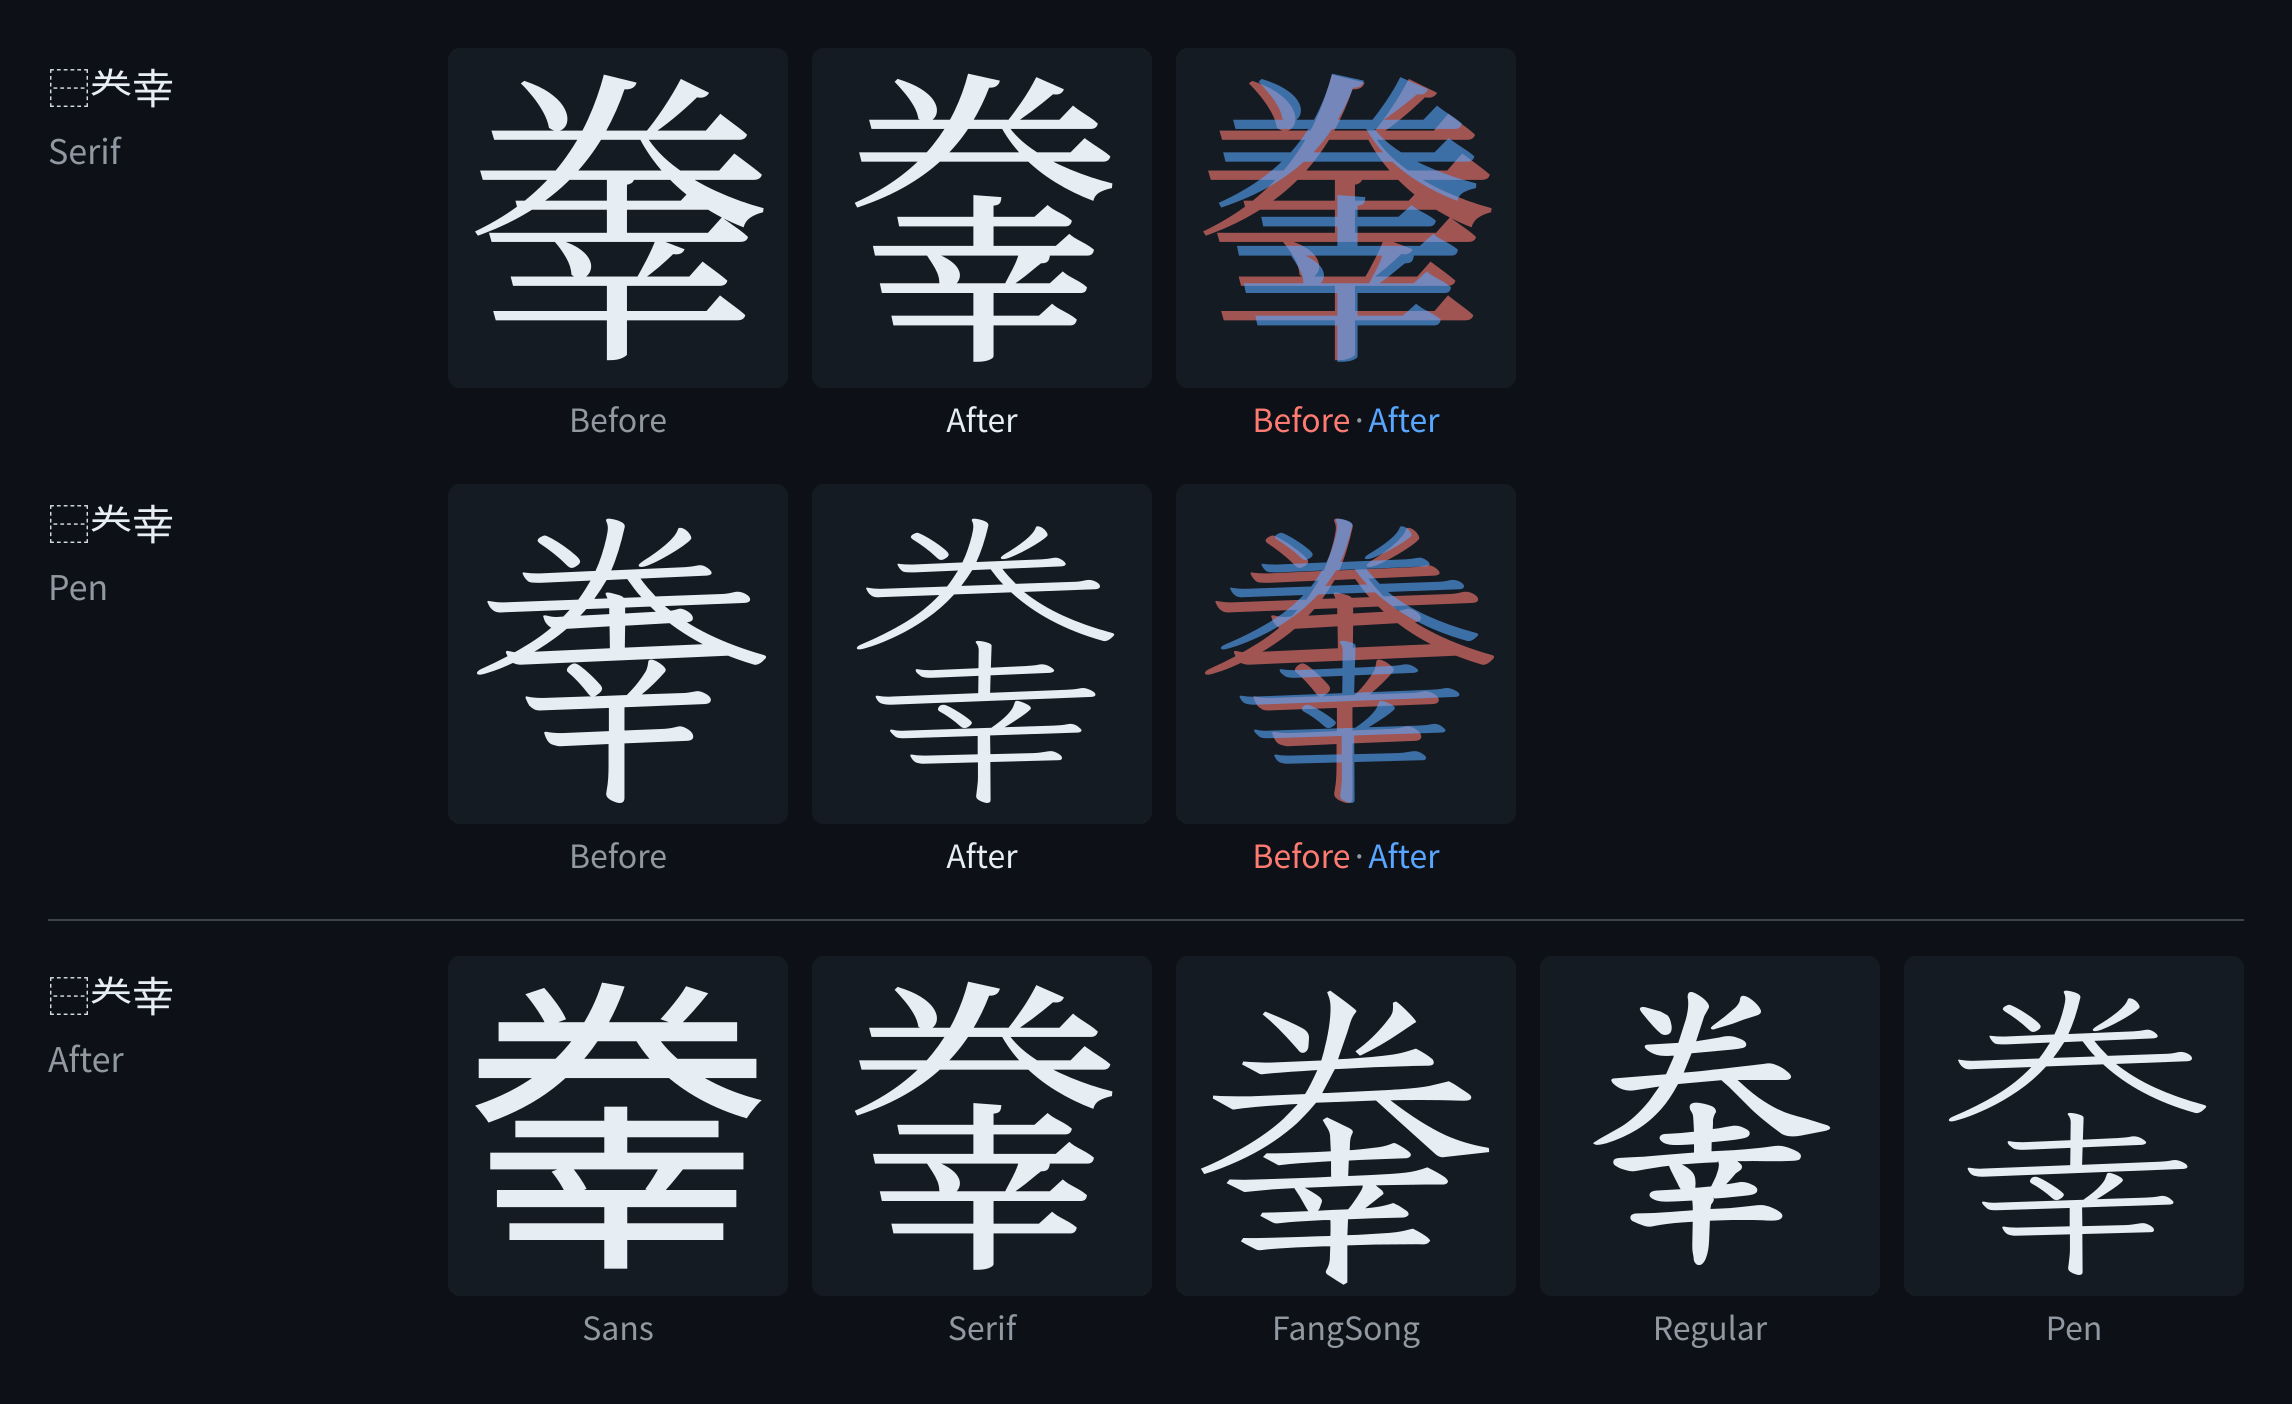 ⿱龹幸
Serif
Before
After
Before·After
⿱龹幸
Pen
Before
After
Before·After
⿱龹幸
After
Sans
Serif
FangSong
Regular
Pen